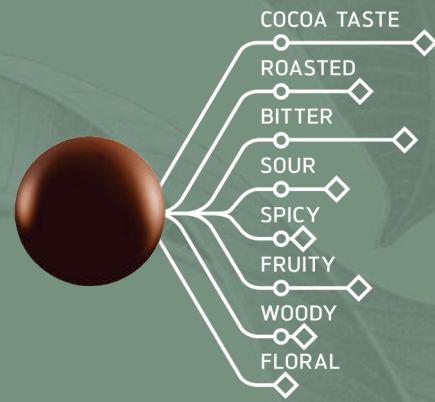 COCOA TASTE
ROASTED
BITTER
SOUR
SPICY
FRUITY
WOODY
FLORAL